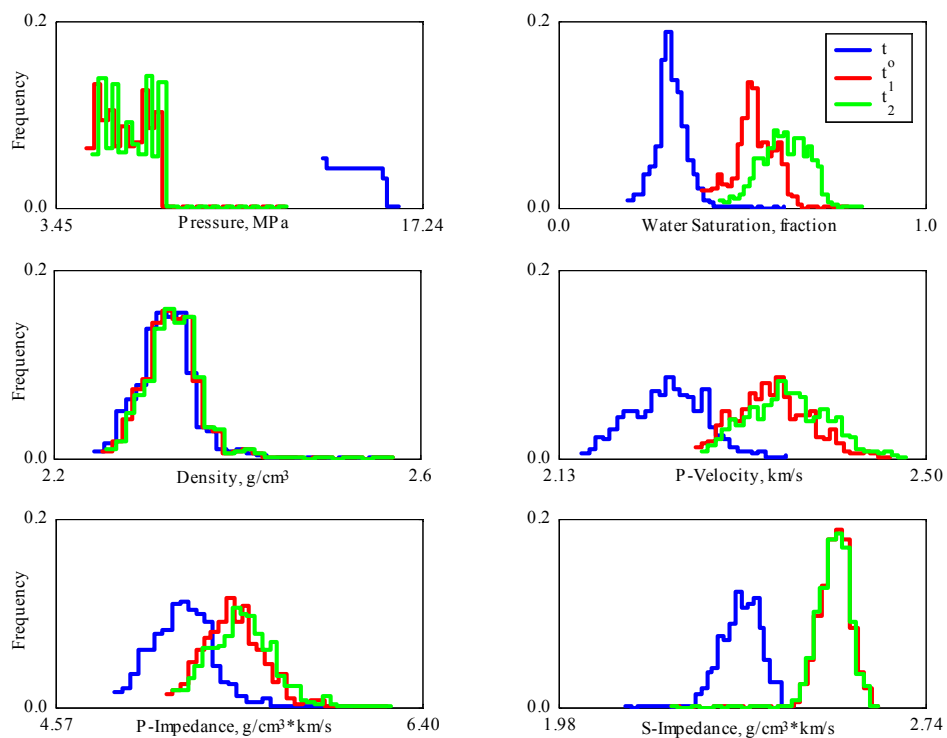 0.2
Frequency
0.0
3.45
Pressure, MPa
17.24
0.2
t
t o 1
t 2
0.0
Water Saturation, fraction
1.0
0.2
Frequency
0.0
2.2
Density, g/cm³
2.6
0.2
0.0
2.13
P-Velocity, km/s
2.50
0.2
Frequency
0.0
4.57
P-Impedance, g/cm³*km/s
6.40
0.2
0.0
1.98
S-Impedance, g/cm³*km/s
2.74